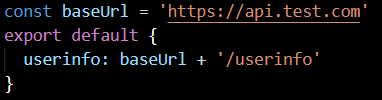 const baseUrl = 'https://api.test.com'
export default {
  userinfo: baseUrl + '/userinfo'
}